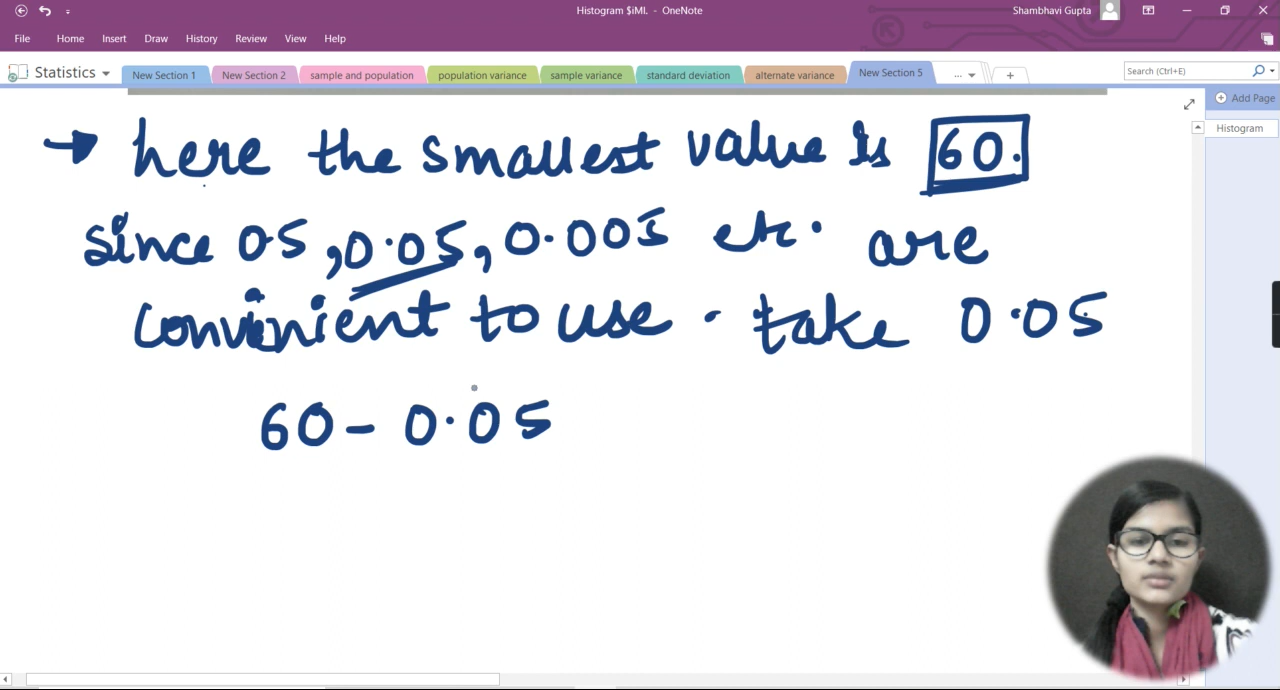 Histogram $iML - OneNote
Shambhavi Gupta
File Home Insert Draw History Review View Help
Statistics
New Section 1 New Section 2 sample and population population variance sample variance standard deviation alternate variance New Section 5 ...
Search (Ctrl+E)
Add Page
Histogram
→ here the smallest value is 60.
since 0.5, 0.05, 0.005 etc. are
convenient to use. take 0.05
60 - 0.05